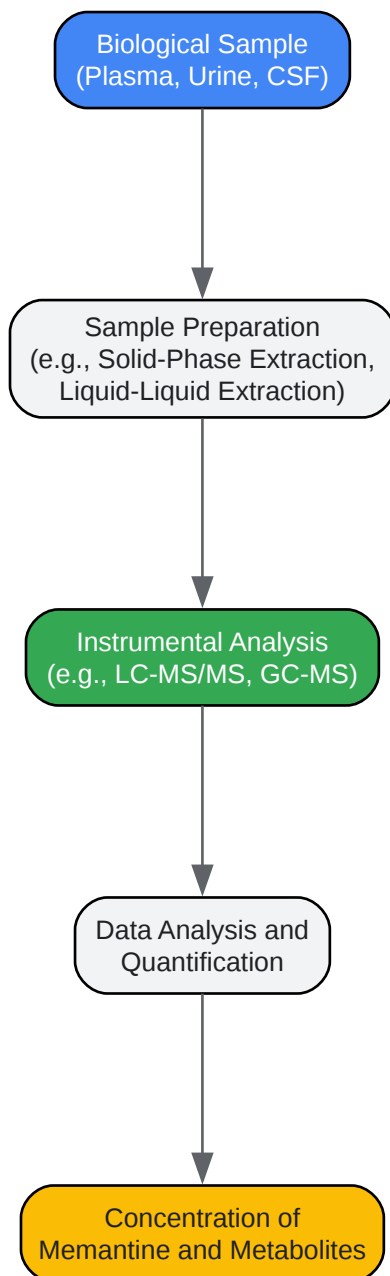 Biological Sample
(Plasma, Urine, CSF)
Sample Preparation
(e.g., Solid-Phase Extraction,
Liquid-Liquid Extraction)
Instrumental Analysis
(e.g., LC-MS/MS, GC-MS)
Data Analysis and
Quantification
Concentration of
Memantine and Metabolites